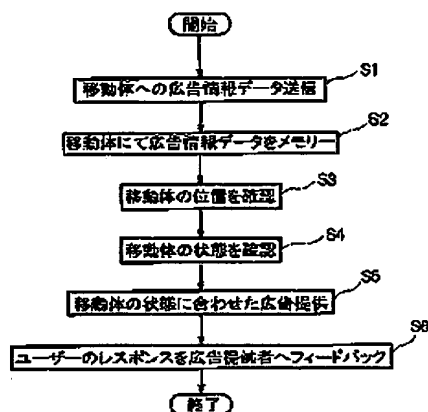 開始
S1
移動体への広告情報データ送信
S2
移動体にて広告情報データをメモリー
S3
移動体の位置を確認
S4
移動体の状態を確認
S5
移動体の状態に合わせた広告提供
S6
ユーザーのレスポンスを広告提供者へフィードバック
終了